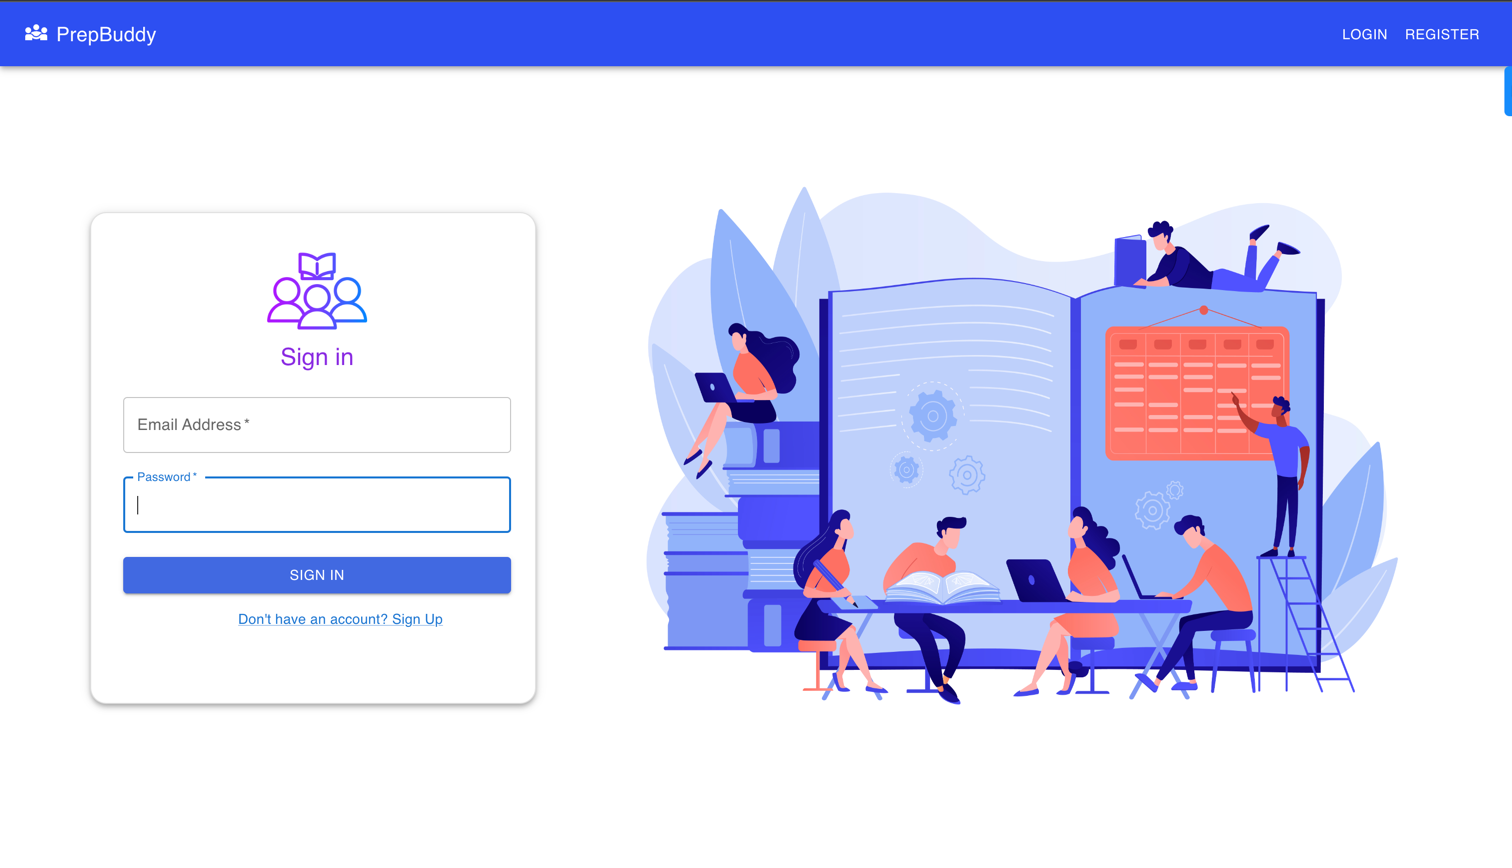 PrepBuddy
LOGIN REGISTER
Sign in
Email Address *
Password *
SIGN IN
Don't have an account? Sign Up